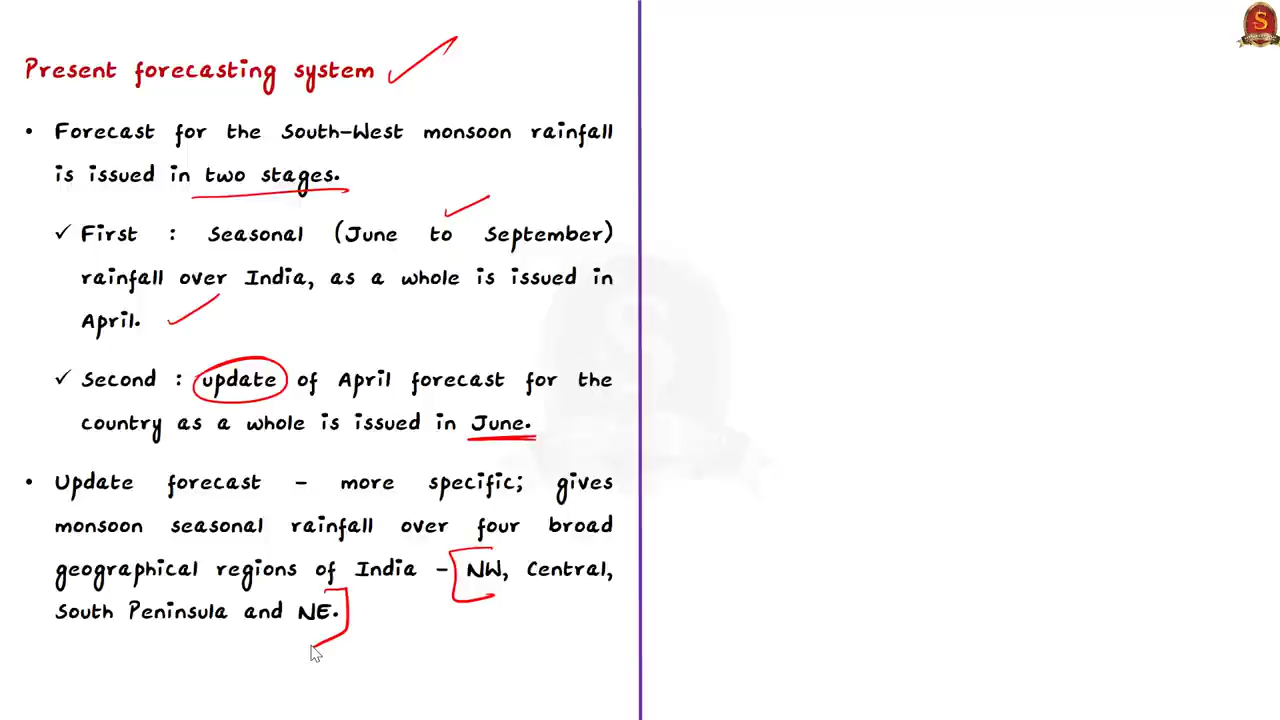 Present forecasting system
• Forecast for the South-West monsoon rainfall
is issued in two stages.
✓ First : Seasonal (June to September)
rainfall over India, as a whole is issued in
April.
✓ Second : update of April forecast for the
country as a whole is issued in June.
• Update forecast - more specific; gives
monsoon seasonal rainfall over four broad
geographical regions of India - NW, Central,
South Peninsula and NE.
S